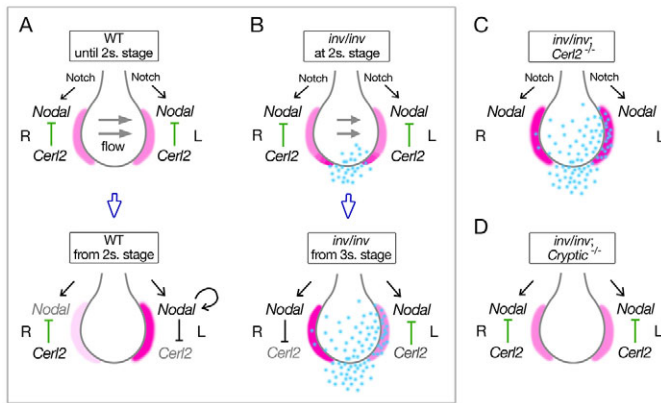 A
WT
until 2s. stage
Notch
Notch
Nodal
Nodal
R
L
flow
Cerl2
Cerl2
WT
from 2s. stage
Nodal
Nodal
R
L
Cerl2
Cerl2
B
inv/inv
at 2s. stage
Notch
Notch
Nodal
Nodal
R
L
Cerl2
Cerl2
inv/inv
from 3s. stage
Nodal
Nodal
R
L
Cerl2
Cerl2
C
inv/inv;
Cerl2 -/-
Notch
Notch
Nodal
Nodal
R
L
D
inv/inv;
Cryptic -/-
Nodal
Nodal
R
L
Cerl2
Cerl2